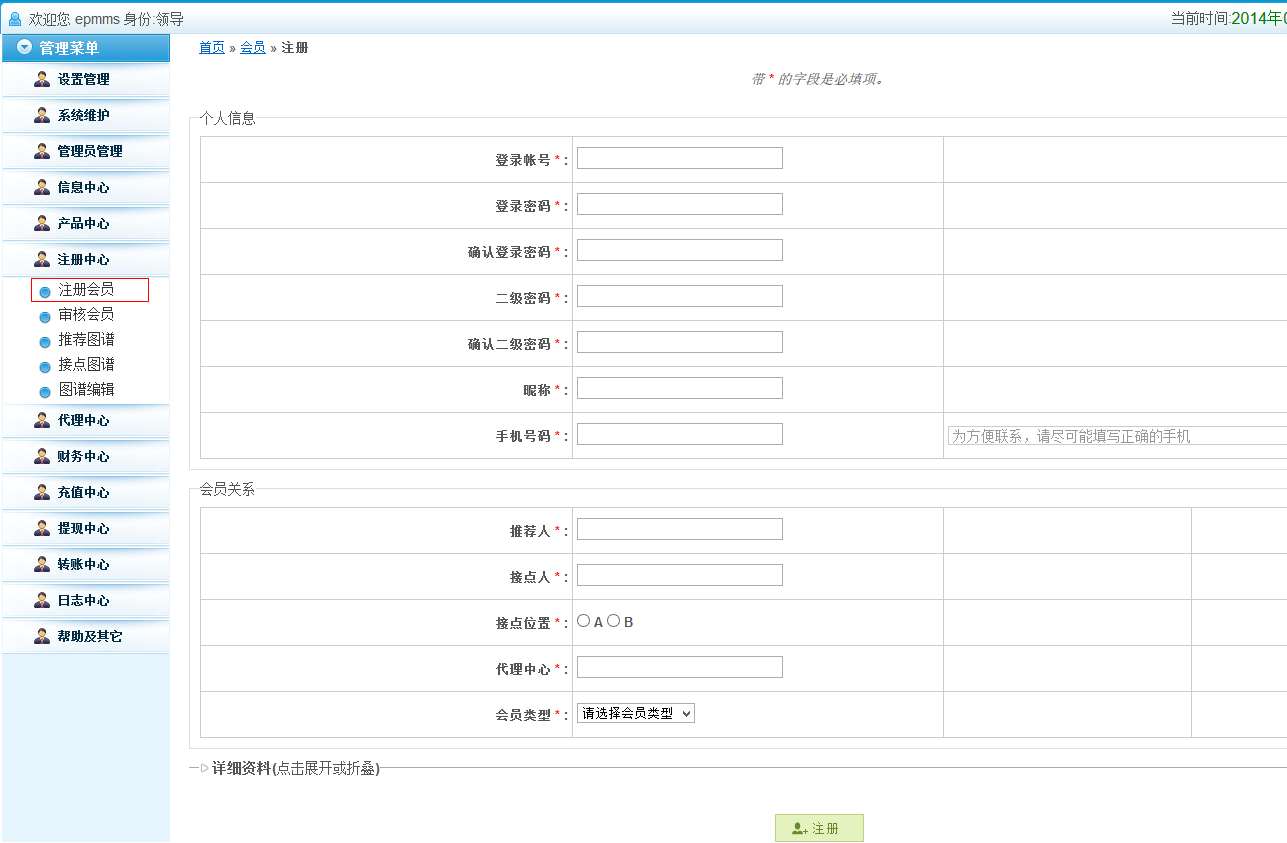 欢迎您 epmms 身份:领导
当前时间:2014年0
管理菜单
设置管理
系统维护
管理员管理
信息中心
产品中心
注册中心
注册会员
审核会员
推荐图谱
接点图谱
图谱编辑
代理中心
财务中心
充值中心
提现中心
转账中心
日志中心
帮助及其它
首页 » 会员 » 注册
带 * 的字段是必填项。
个人信息
登录帐号 * :
登录密码 * :
确认登录密码 * :
二级密码 * :
确认二级密码 * :
昵称 * :
手机号码 * :
为方便联系，请尽可能填写正确的手机
会员关系
推荐人 * :
接点人 * :
接点位置 * : A B
代理中心 * :
会员类型 * : 请选择会员类型
详细资料(点击展开或折叠)
注册